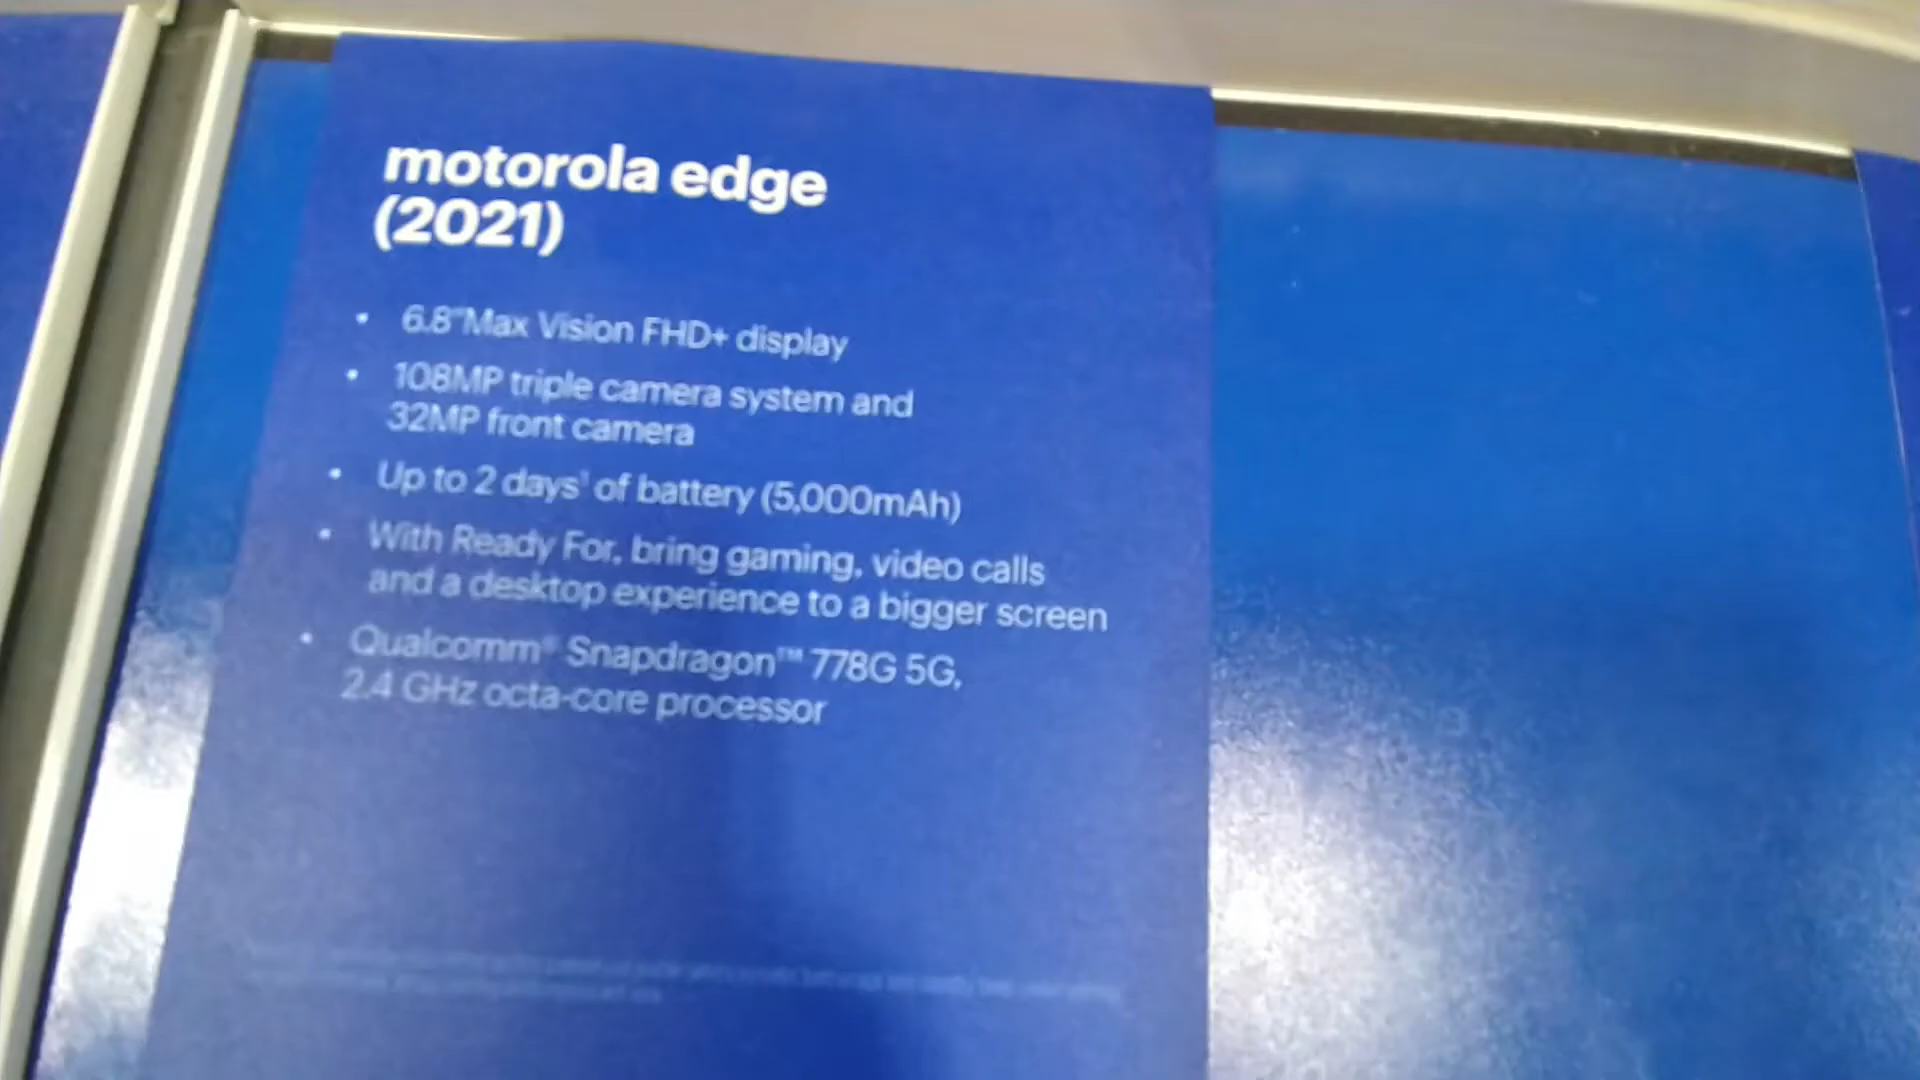 motorola edge
(2021)
• 6.8"Max Vision FHD+ display
• 108MP triple camera system and
32MP front camera
• Up to 2 days¹ of battery (5,000mAh)
• With Ready For, bring gaming, video calls
and a desktop experience to a bigger screen
• Qualcomm® Snapdragon™ 778G 5G,
2.4 GHz octa-core processor